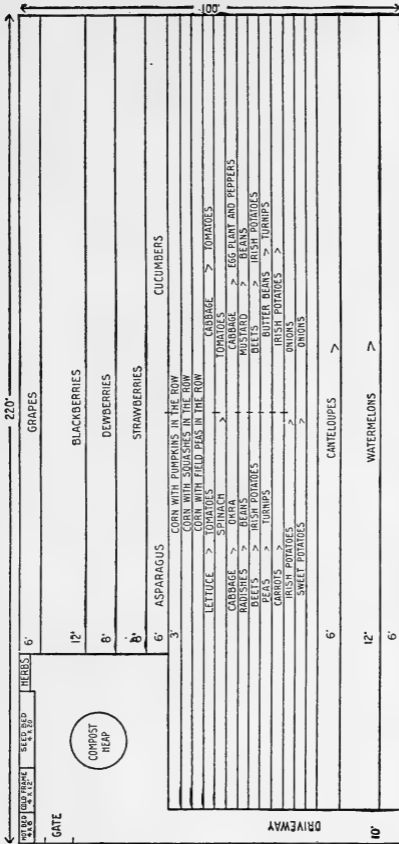 220'
100'
HOT BED 4 X 6
COLD FRAME 4 X 12'
SEED BED 4 X 20
HERBS
6' GRAPES
GATE
COMPOST HEAP
12' BLACKBERRIES
8' DEWBERRIES
8' STRAWBERRIES
6' ASPARAGUS CUCUMBERS
3' CORN WITH PUMPKINS IN THE ROW
CORN WITH SQUASHES IN THE ROW
CORN WITH FIELD PEAS IN THE ROW
LETTUCE > TOMATOES CABBAGE > TOMATOES
SPINACH > TOMATOES
CABBAGE > OKRA CABBAGE > EGG PLANT AND PEPPERS
RADISHES > BEANS MUSTARD > BEANS
BEETS > IRISH POTATOES BEETS > IRISH POTATOES
PEAS > TURNIPS BUTTER BEANS > TURNIPS
CARROTS > IRISH POTATOES >
IRISH POTATOES > ONIONS
SWEET POTATOES > ONIONS
6' CANTELOUPES >
12' WATERMELONS >
6'
DRIVEWAY
10'